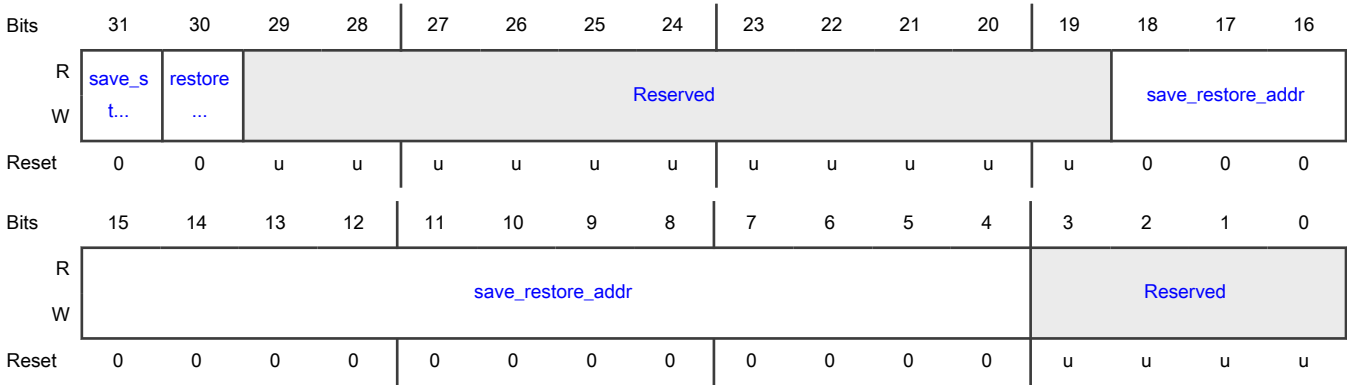 Bits 31 30 29 28 27 26 25 24 23 22 21 20 19 18 17 16
R
save_s restore
Reserved save_restore_addr
t... ...
W
Reset 0 0 u u u u u u u u u u u 0 0 0
Bits 15 14 13 12 11 10 9 8 7 6 5 4 3 2 1 0
R
save_restore_addr Reserved
W
Reset 0 0 0 0 0 0 0 0 0 0 0 0 u u u u